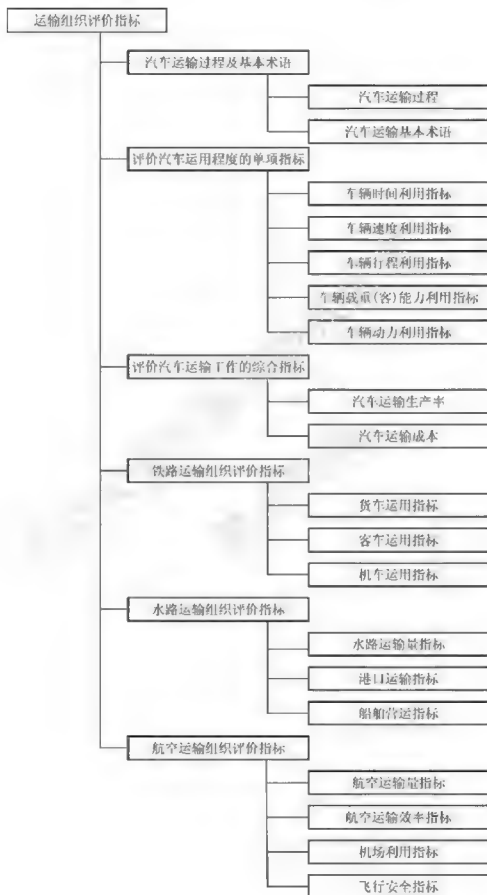 运输组织评价指标
汽车运输过程及基本术语
汽车运输过程
汽车运输基本术语
评价汽车运用程度的单项指标
车辆时间利用指标
车辆速度利用指标
车辆行程利用指标
车辆载重(客)能力利用指标
车辆动力利用指标
评价汽车运输工作的综合指标
汽车运输生产率
汽车运输成本
铁路运输组织评价指标
货车运用指标
客车运用指标
机车运用指标
水路运输组织评价指标
水路运输量指标
港口运输指标
船舶营运指标
航空运输组织评价指标
航空运输量指标
航空运输效率指标
机场利用指标
飞行安全指标